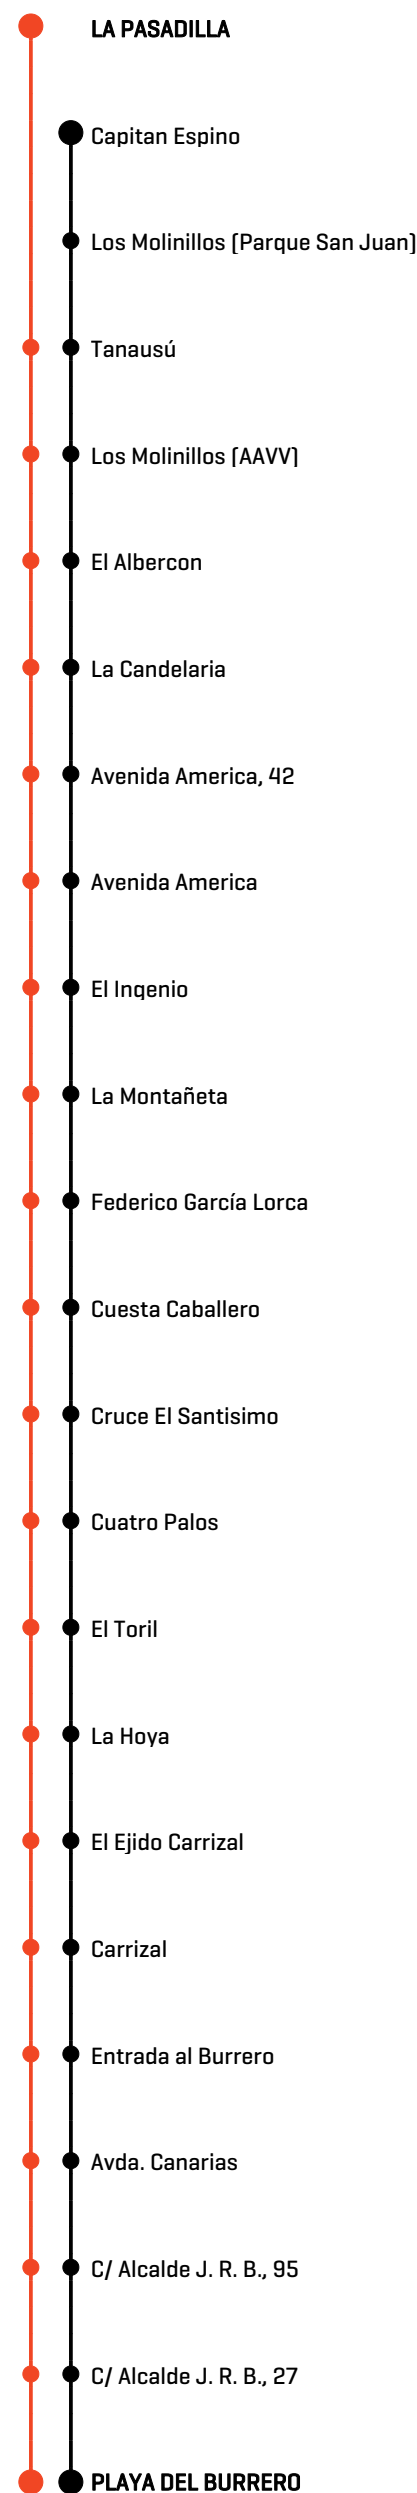 LA PASADILLA
Capitan Espino
Los Molinillos (Parque San Juan)
Tanausú
Los Molinillos (AAVV)
El Albercon
La Candelaria
Avenida America, 42
Avenida America
El Ingenio
La Montañeta
Federico García Lorca
Cuesta Caballero
Cruce El Santisimo
Cuatro Palos
El Toril
La Hoya
El Ejido Carrizal
Carrizal
Entrada al Burrero
Avda. Canarias
C/ Alcalde J. R. B., 95
C/ Alcalde J. R. B., 27
PLAYA DEL BURRERO